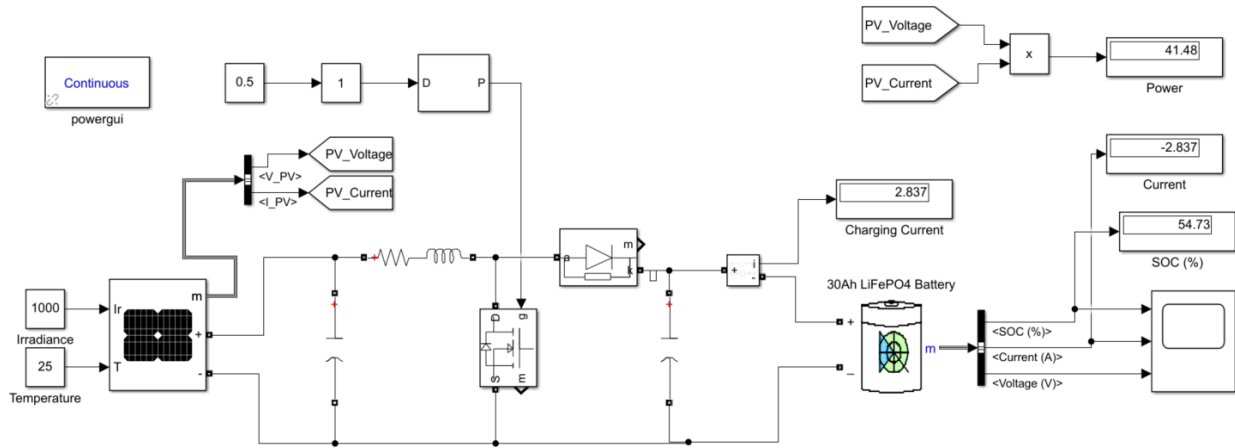 PV_Voltage
PV_Current
x
41.48
Power
Continuous
powergui
0.5
1
D
P
PV_Voltage
<V_PV>
PV_Current
<I_PV>
-2.837
Current
2.837
Charging Current
54.73
SOC (%)
m
a
k
+
i
-
30Ah LiFePO4 Battery
1000
Irradiance
25
Temperature
Ir
T
m
+
-
D
g
S
m
+
_
m
<SOC (%)>
<Current (A)>
<Voltage (V)>